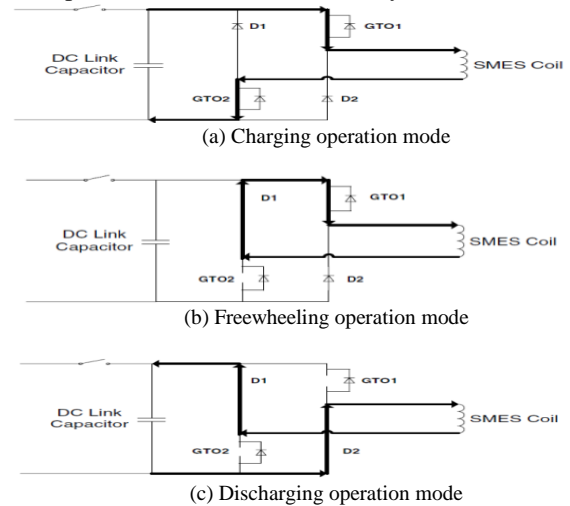 D1
GTO1
DC Link
Capacitor
SMES Coil
GTO2
D2
(a) Charging operation mode
D1
GTO1
DC Link
Capacitor
SMES Coil
GTO2
D2
(b) Freewheeling operation mode
D1
GTO1
DC Link
Capacitor
SMES Coil
GTO2
D2
(c) Discharging operation mode